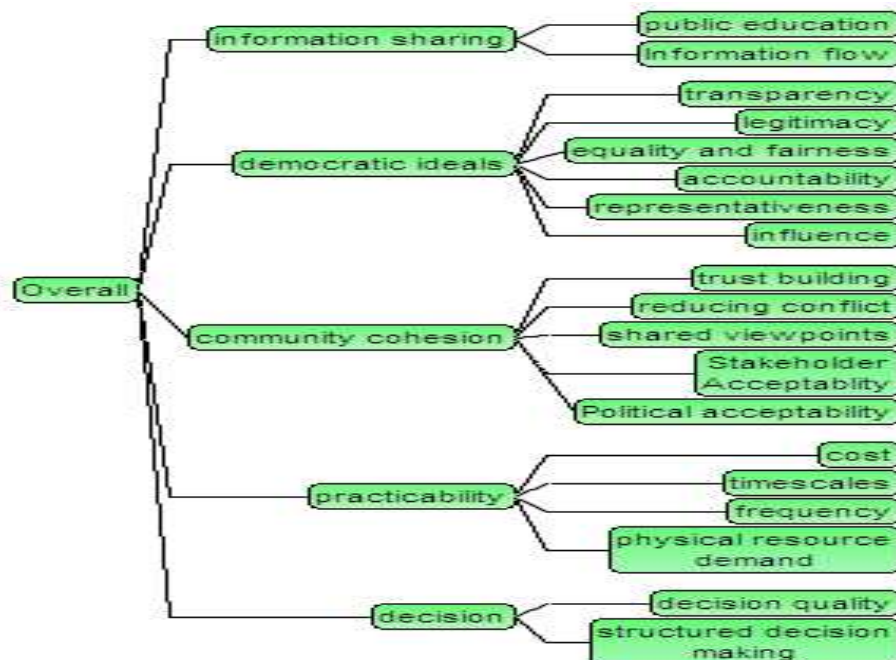 public education
information sharing
Information flow
transparency
legitimacy
democratic ideals
equality and fairness
accountability
representativeness
influence
Overall
trust building
reducing conflict
community cohesion
shared viewpoints
Stakeholder
Acceptablity
Political acceptability
cost
timescales
practicability
frequency
physical resource
demand
decision quality
decision
structured decision
making